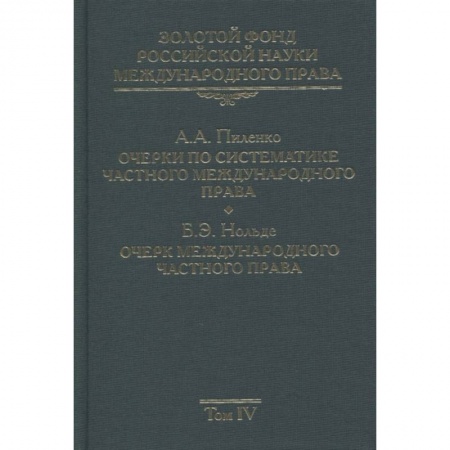 ЗОЛОТОЙ ФОНД
РОССИЙСКОЙ НАУКИ
МЕЖДУНАРОДНОГО ПРАВА
А.А. ПИЛЕНКО
ОЧЕРКИ ПО СИСТЕМАТИКЕ
ЧАСТНОГО МЕЖДУНАРОДНОГО
ПРАВА
Б.Э. НОЛЬДЕ
ОЧЕРК МЕЖДУНАРОДНОГО
ЧАСТНОГО ПРАВА
Том IV